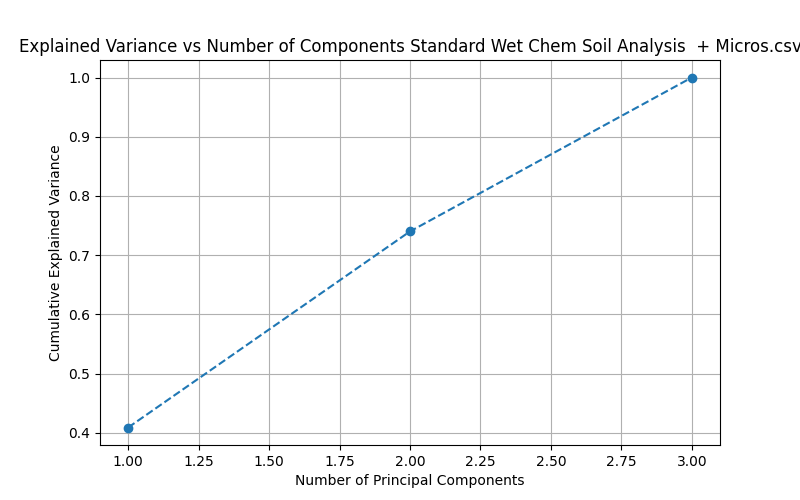 Explained Variance vs Number of Components Standard Wet Chem Soil Analysis  + Micros.csv
Cumulative Explained Variance
1.0
0.9
0.8
0.7
0.6
0.5
0.4
1.00 1.25 1.50 1.75 2.00 2.25 2.50 2.75 3.00
Number of Principal Components